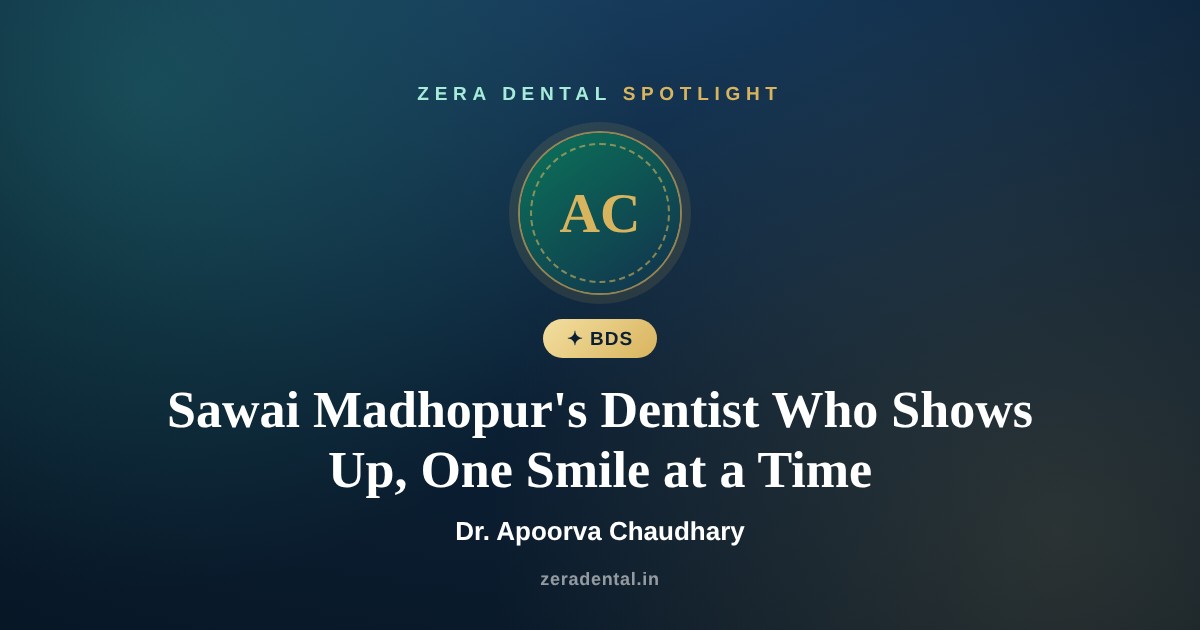 ZERA DENTAL SPOTLIGHT
AC
✦ BDS
Sawai Madhopur's Dentist Who Shows
Up, One Smile at a Time
Dr. Apoorva Chaudhary
zeradental.in